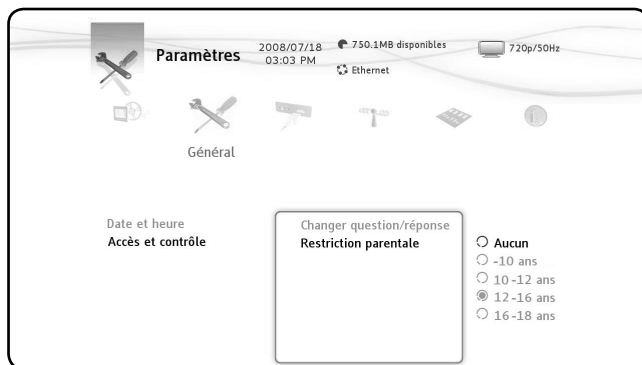 Paramètres
2008/07/18
03:03 PM
750.1MB disponibles
Ethernet
720p/50Hz
Général
Date et heure
Accès et contrôle
Changer question/réponse
Restriction parentale
Aucun
-10 ans
10-12 ans
12-16 ans
16-18 ans